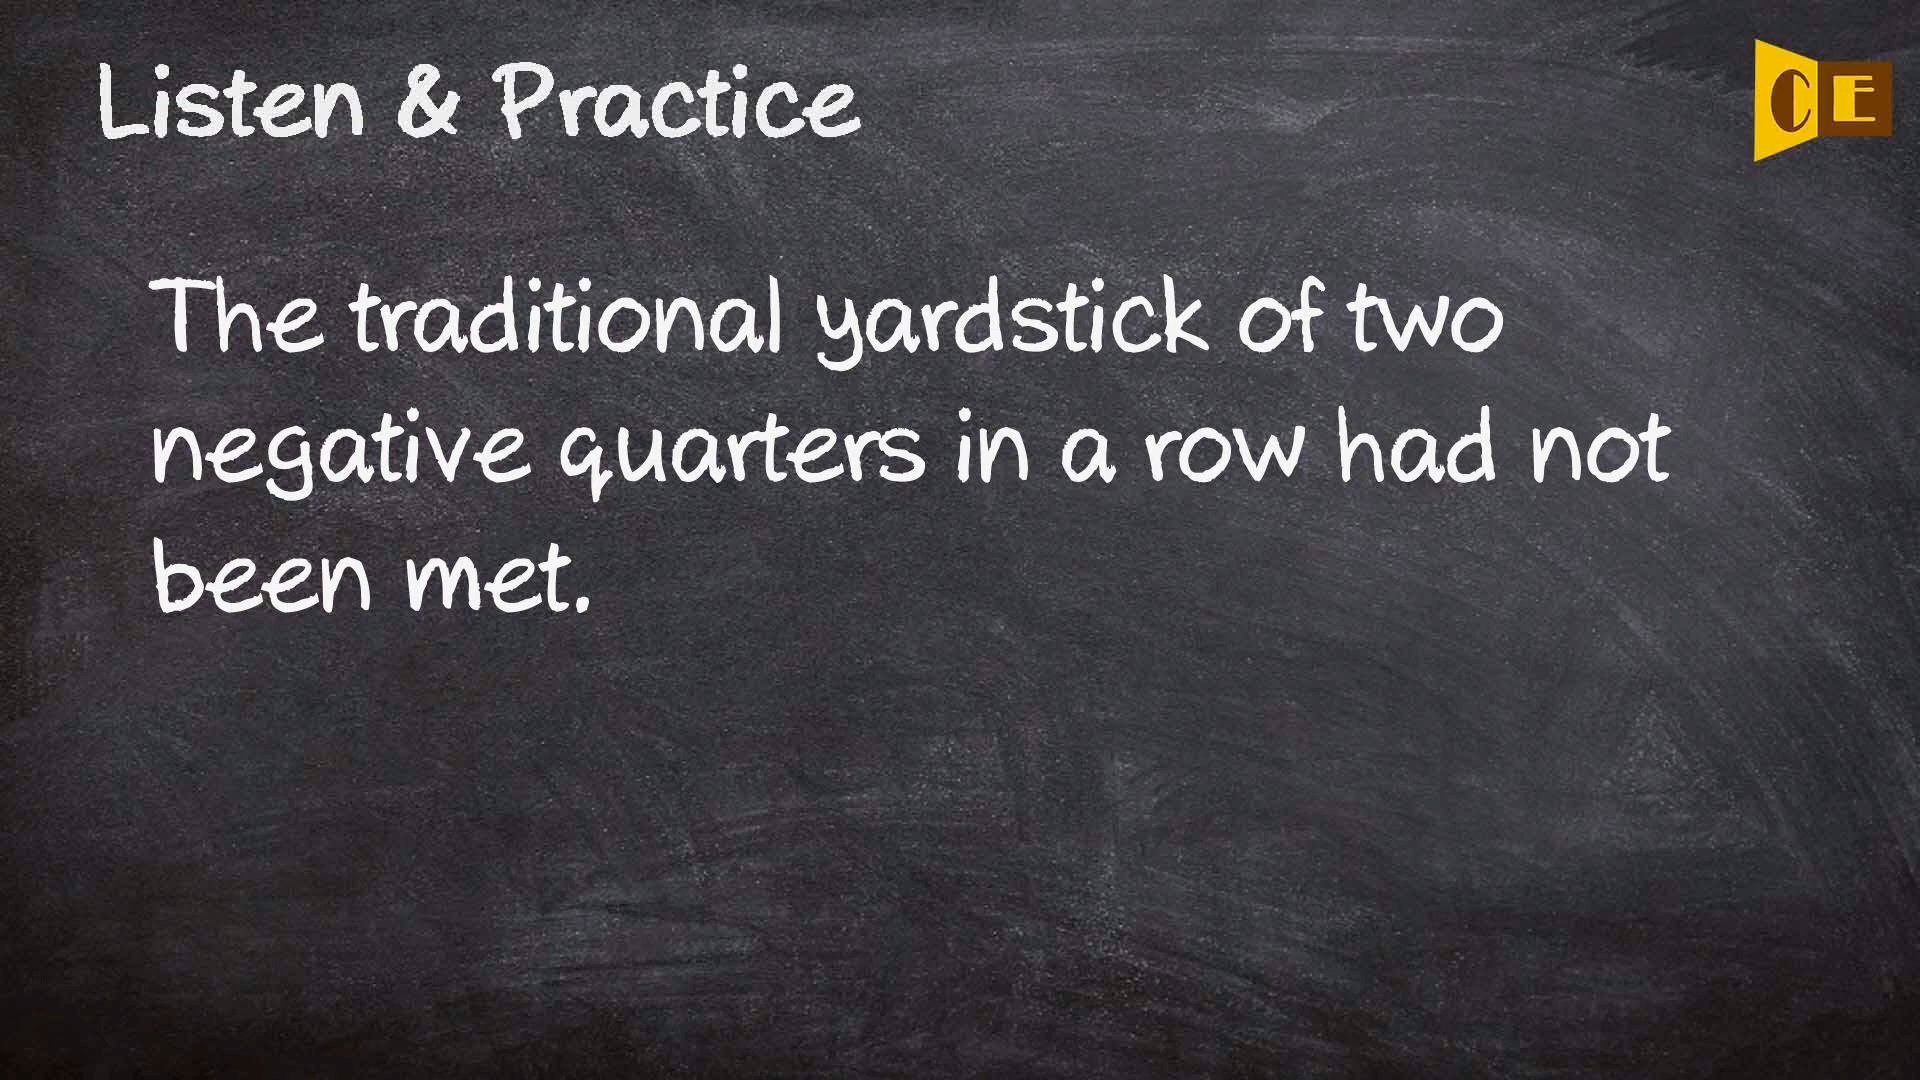 Listen & Practice
CE
The traditional yardstick of two
negative quarters in a row had not
been met.